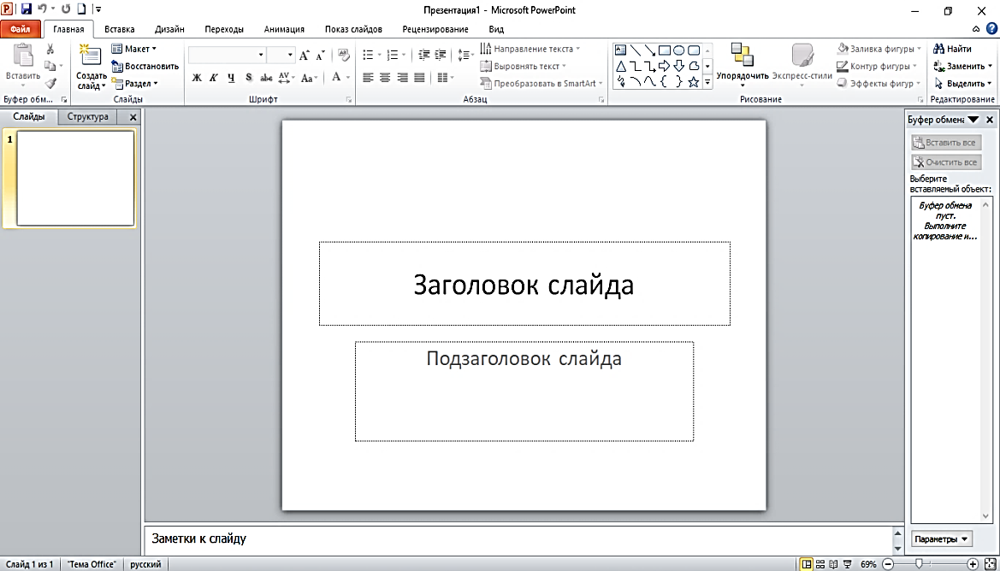 Презентация1 - Microsoft PowerPoint
Файл Главная Вставка Дизайн Переходы Анимация Показ слайдов Рецензирование Вид
Вставить
Создать слайд
Макет
Восстановить
Раздел
Ж К Ч S abc AV Aa А
Направление текста
Выровнять текст
Преобразовать в SmartArt
Упорядочить
Экспресс-стили
Заливка фигуры
Контур фигуры
Эффекты фигур
Найти
Заменить
Выделить
Буфер обм... Слайды Шрифт Абзац Рисование Редактирование
Слайды Структура
1
Заголовок слайда
Подзаголовок слайда
Заметки к слайду
Буфер обмена
Вставить все
Очистить все
Выберите
вставляемый объект:
Буфер обмена
пуст.
Выполните
копирование и...
Параметры
Слайд 1 из 1 "Тема Office" русский 69%